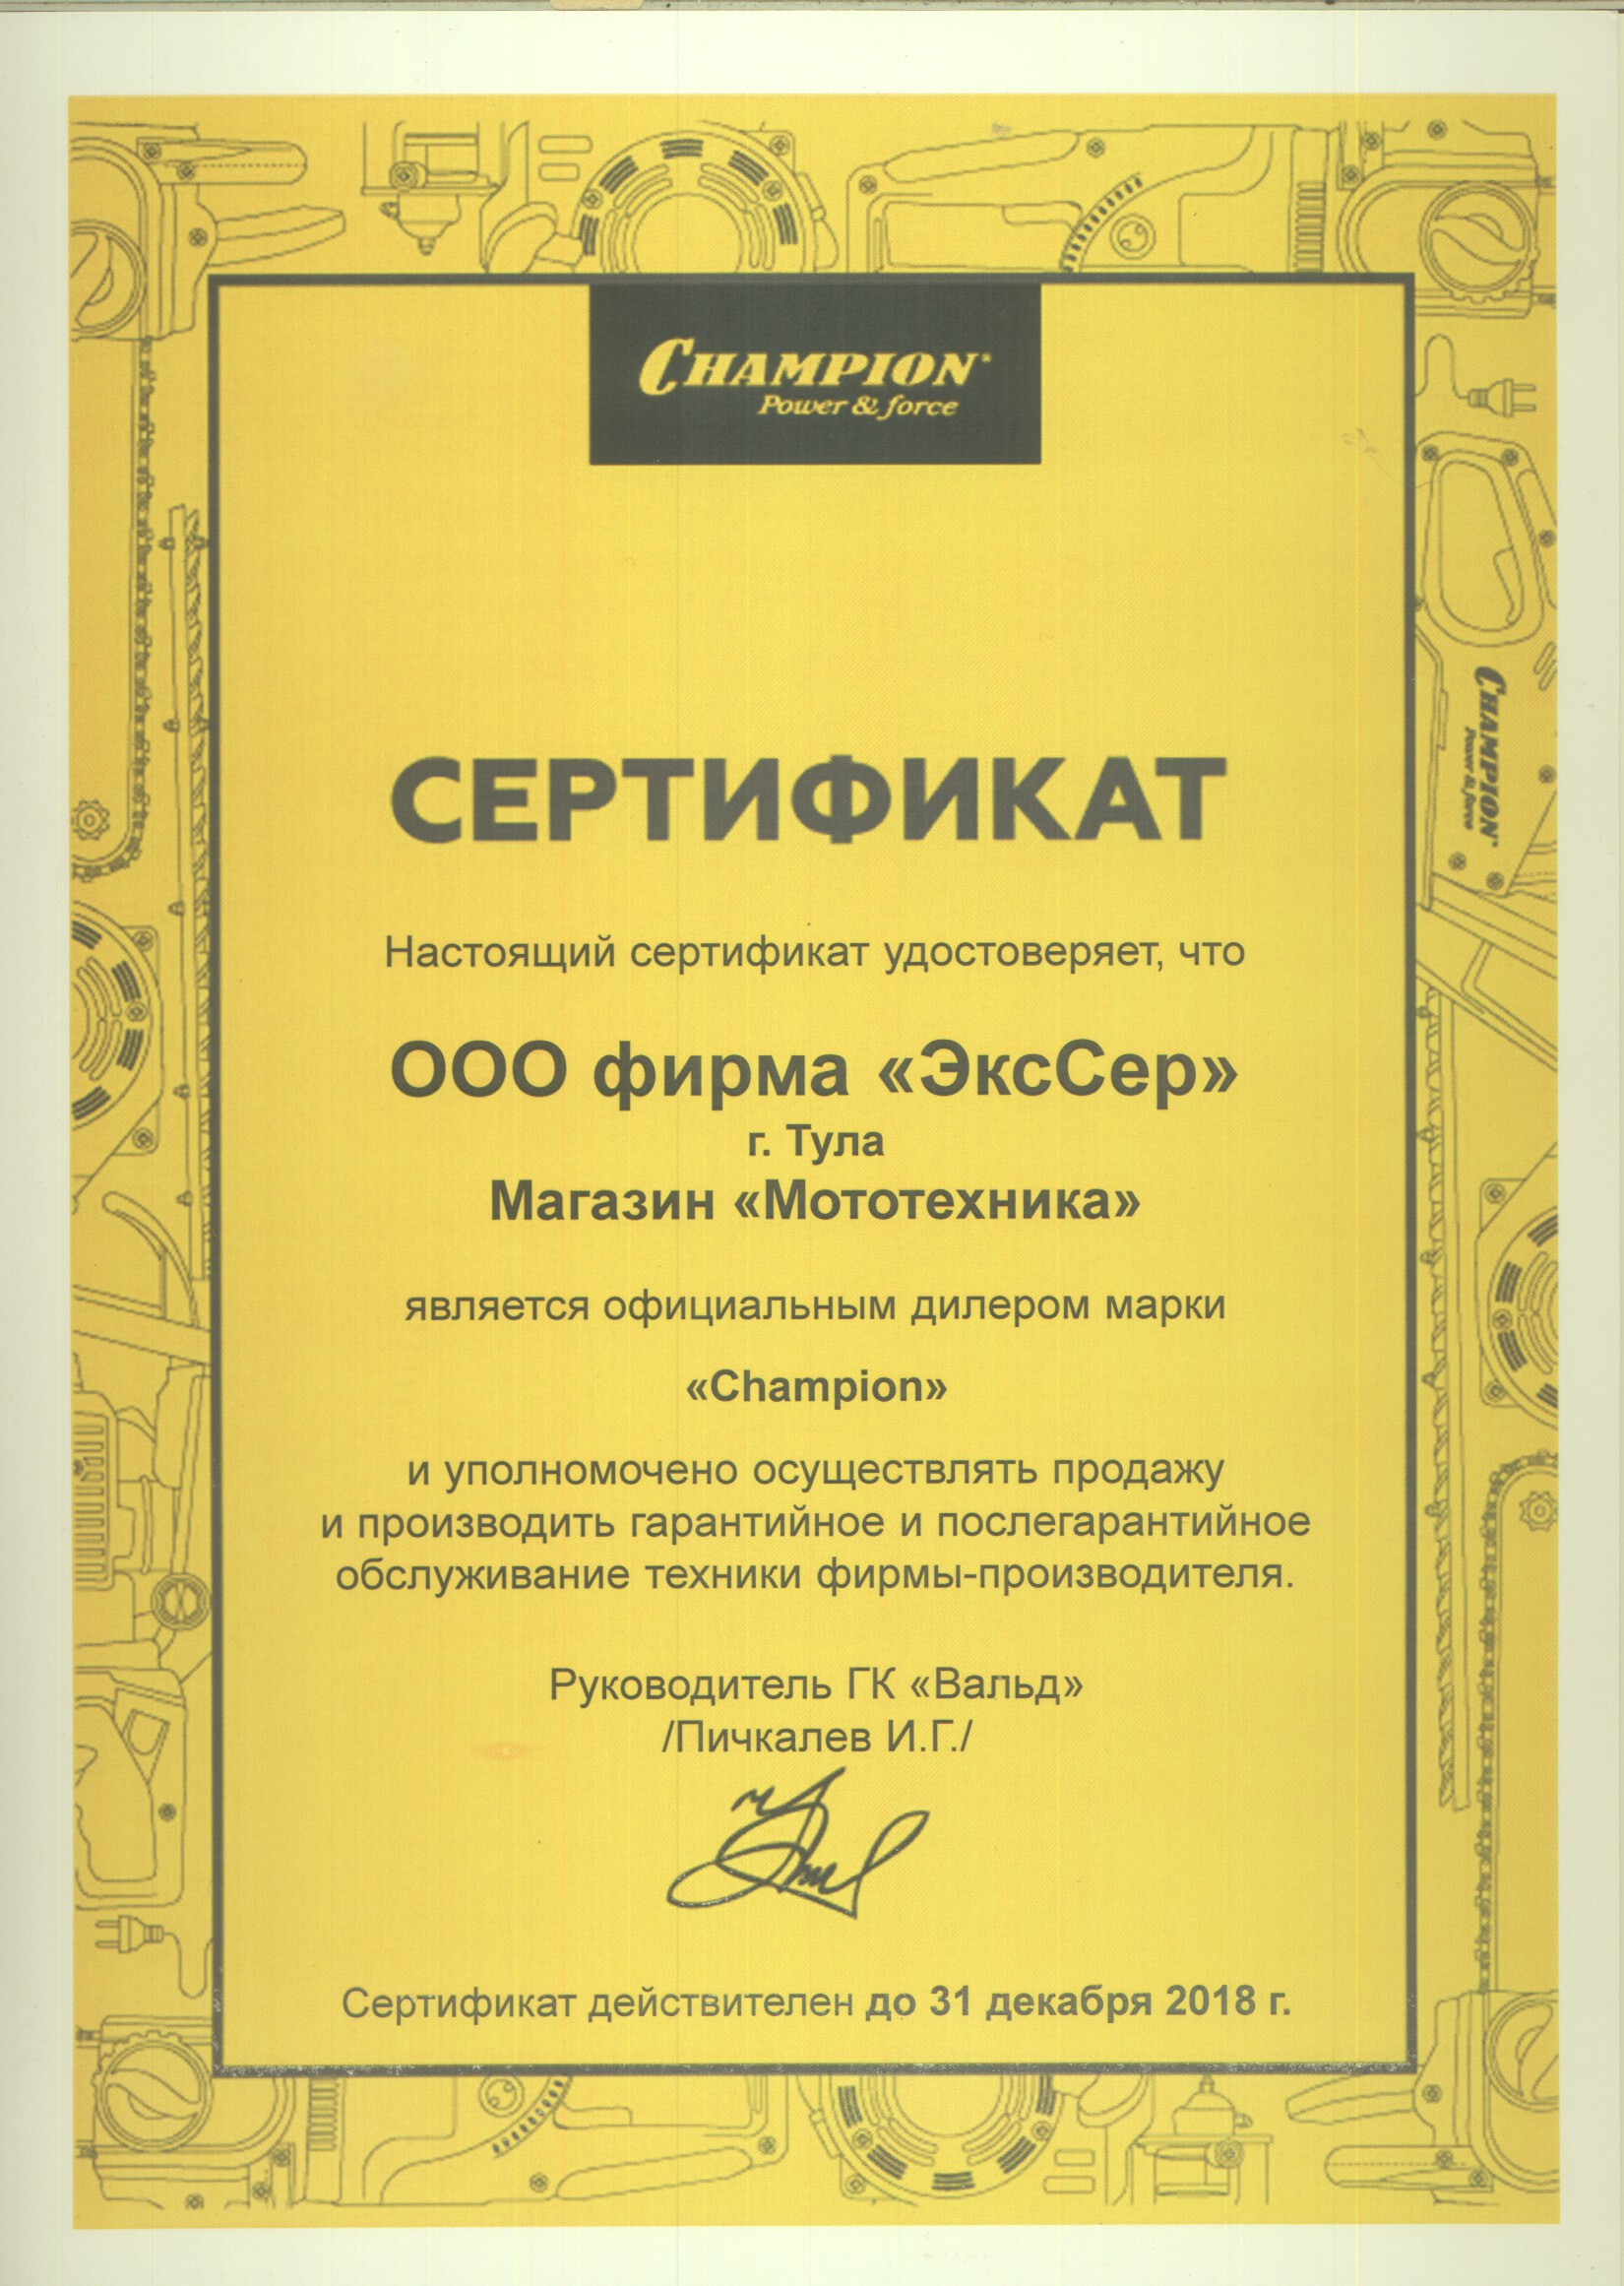 CHAMPION®
Power & force
СЕРТИФИКАТ
Настоящий сертификат удостоверяет, что
ООО фирма «ЭксСер»
г. Тула
Магазин «Мототехника»
является официальным дилером марки
«Champion»
и уполномочено осуществлять продажу
и производить гарантийное и послегарантийное
обслуживание техники фирмы-производителя.
Руководитель ГК «Вальд»
/Пичкалев И.Г./
Сертификат действителен до 31 декабря 2018 г.
CHAMPION®
Power & force